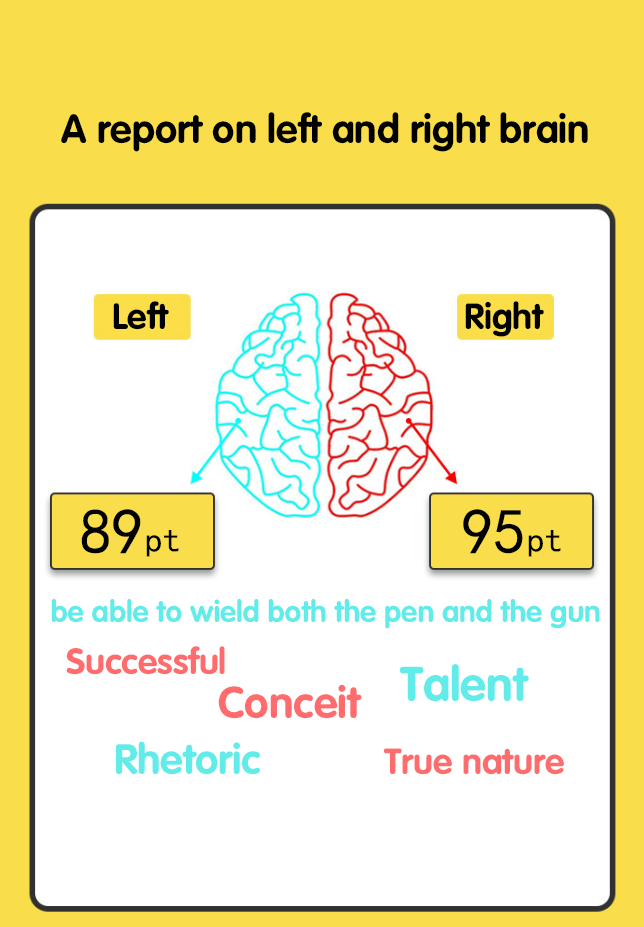 A report on left and right brain
Left
Right
89pt
95pt
be able to wield both the pen and the gun
Successful
Talent
Conceit
Rhetoric
True nature